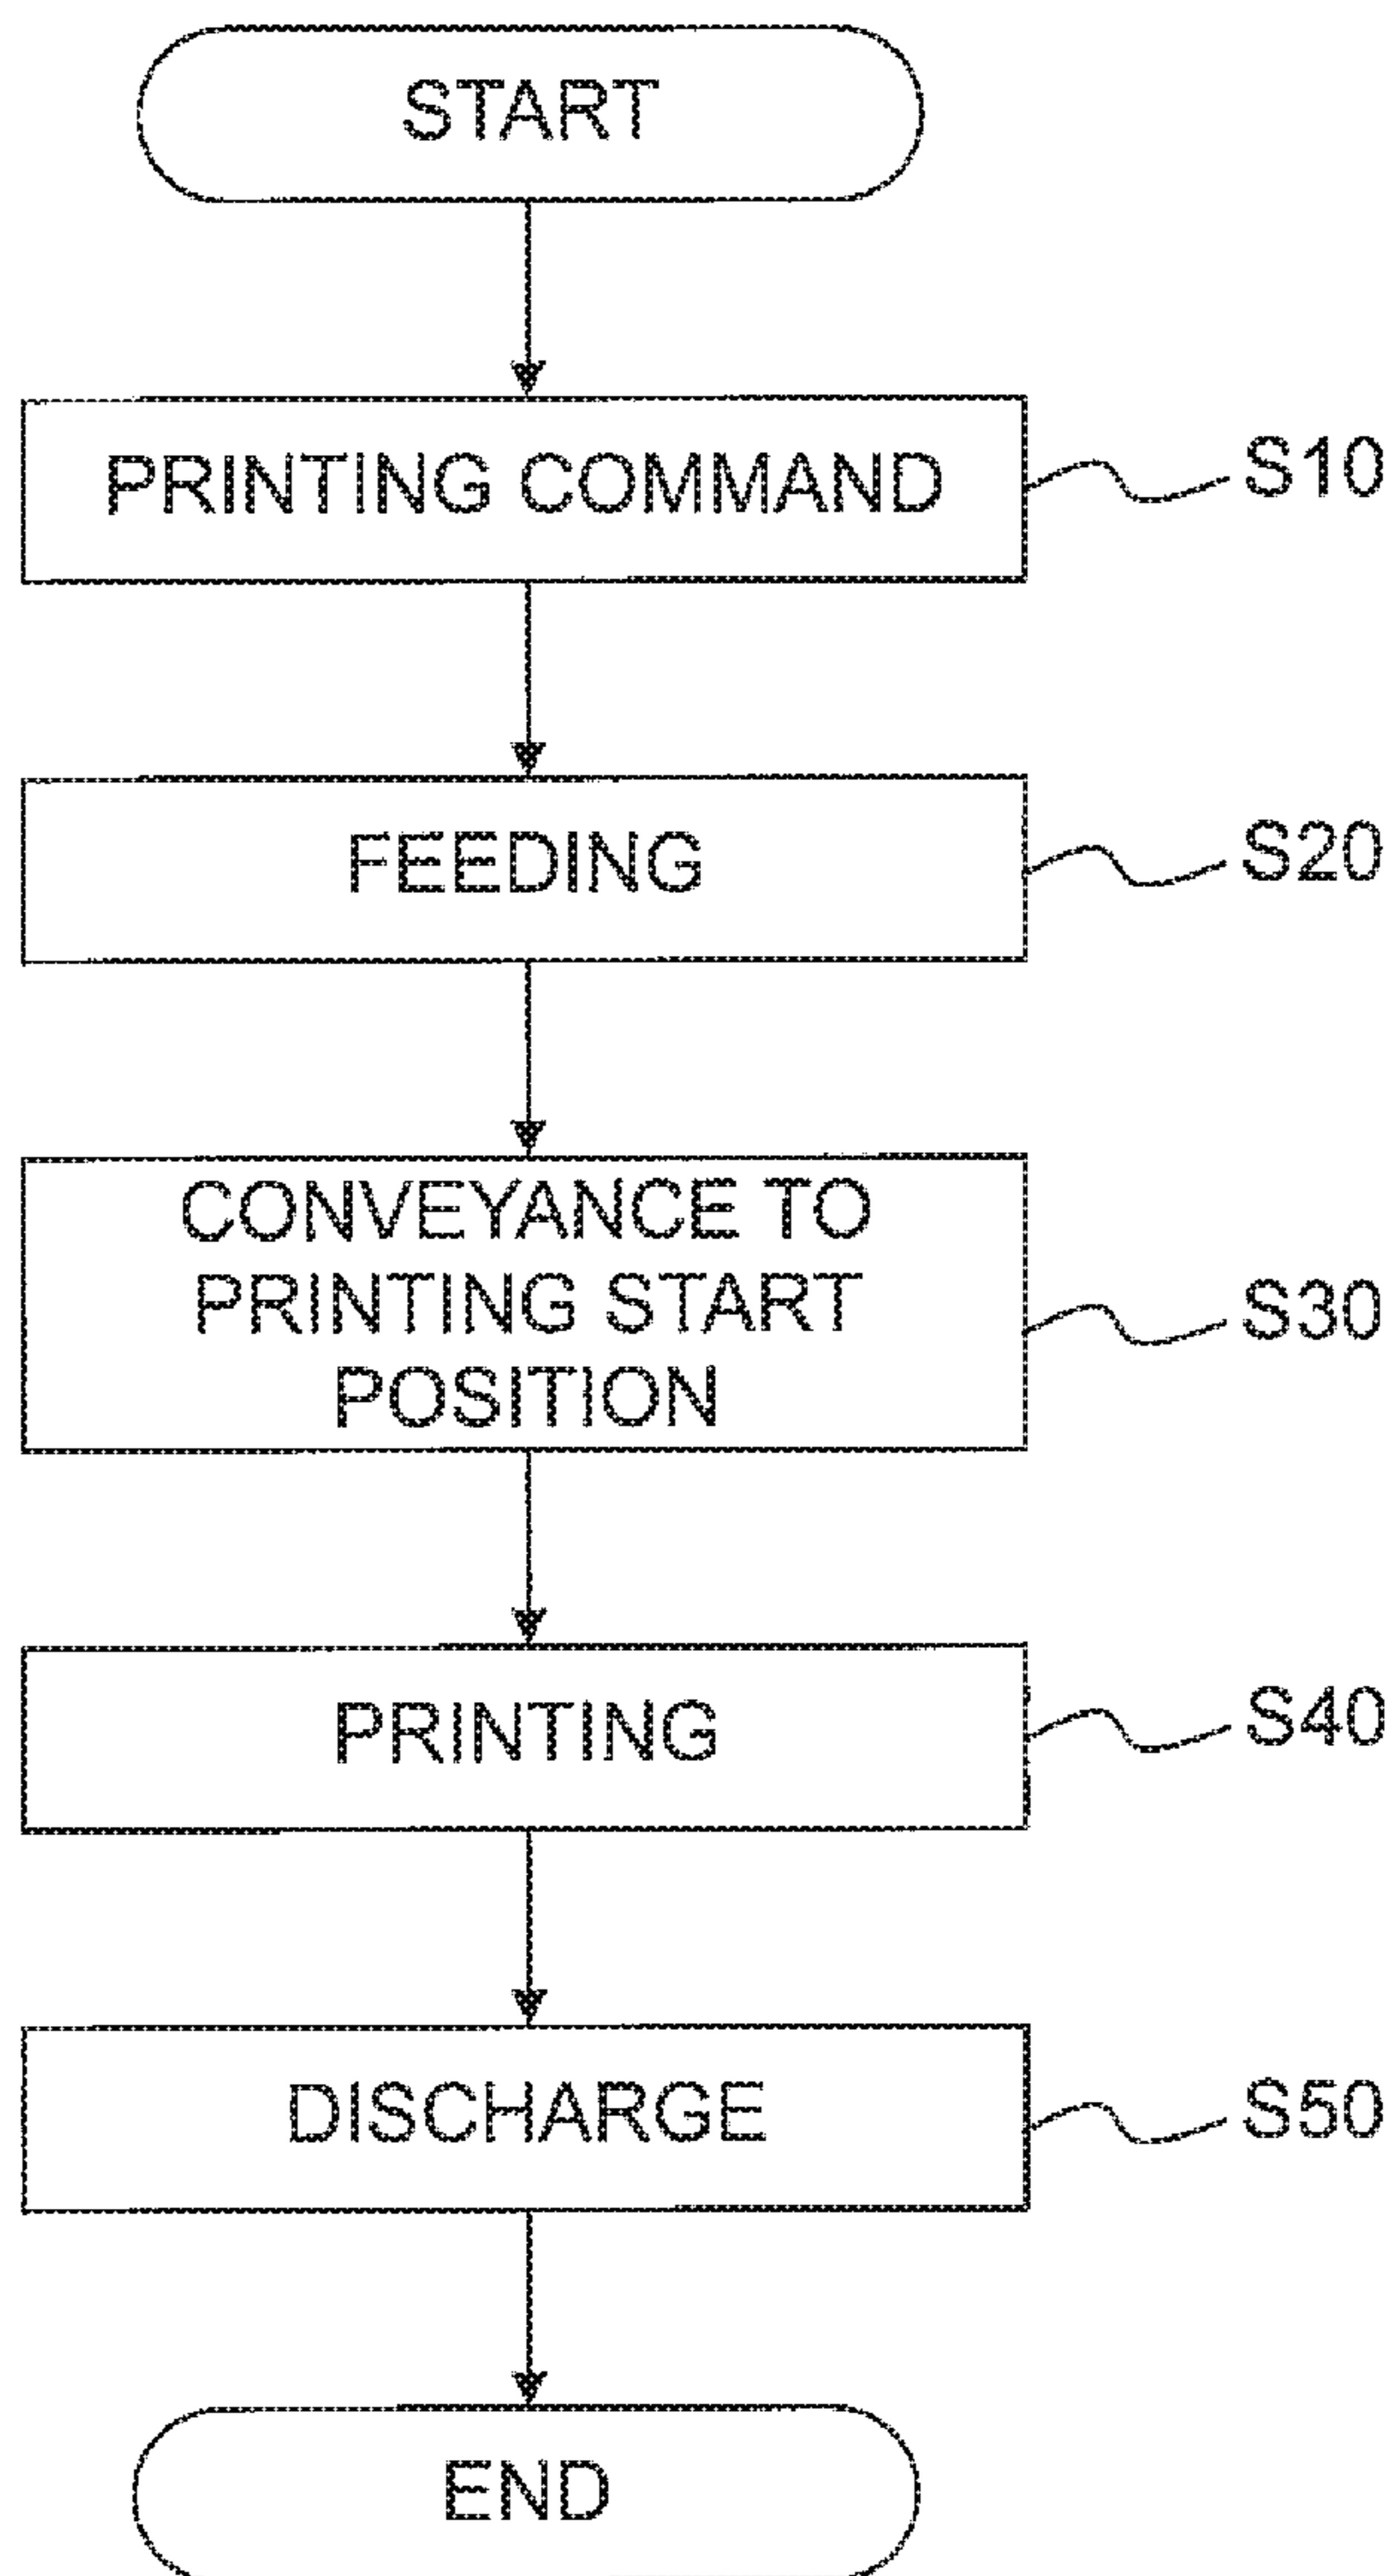 START
PRINTING COMMAND
S10
FEEDING
S20
CONVEYANCE TO
PRINTING START
POSITION
S30
PRINTING
S40
DISCHARGE
S50
END